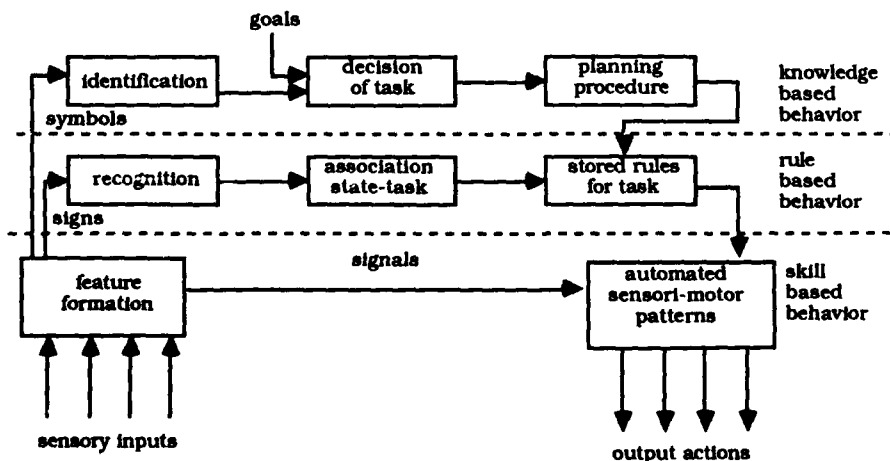 goals
identification
decision
of task
planning
procedure
knowledge
based
behavior
symbols
recognition
association
state-task
stored rules
for task
rule
based
behavior
signs
signals
feature
formation
automated
sensori-motor
patterns
skill
based
behavior
sensory inputs
output actions